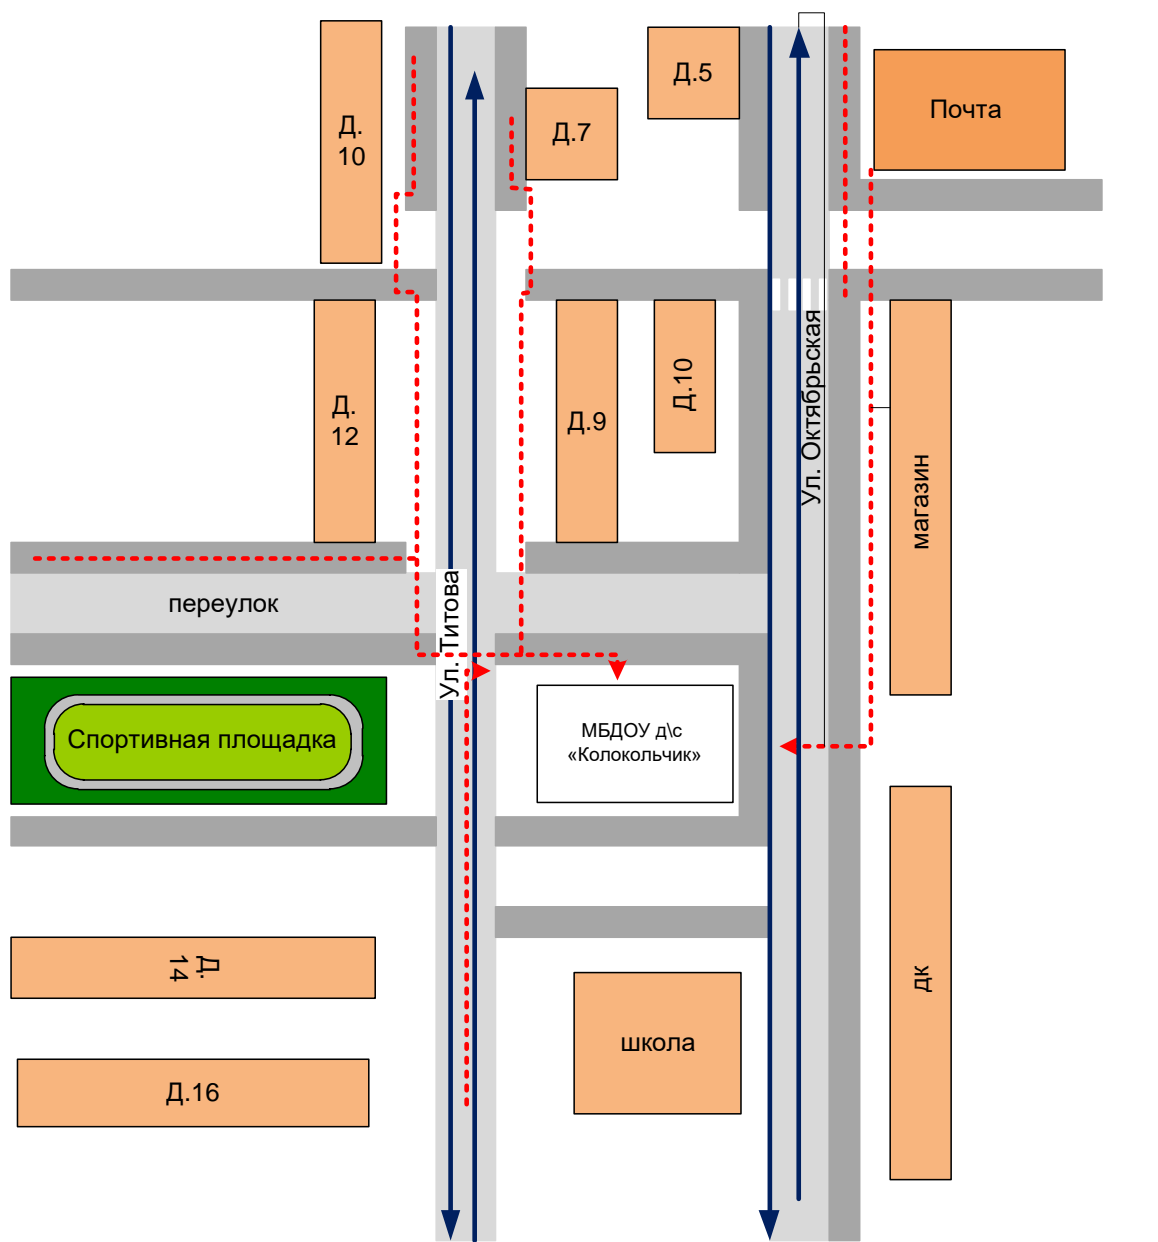 Д.5
Почта
Д.
10
Д.7
Д.
12
Д.9
Д.10
Ул. Октябрьская
магазин
переулок
Ул. Титова
Спортивная площадка
МБДОУ д\с
«Колокольчик»
Д.
14
дк
школа
Д.16